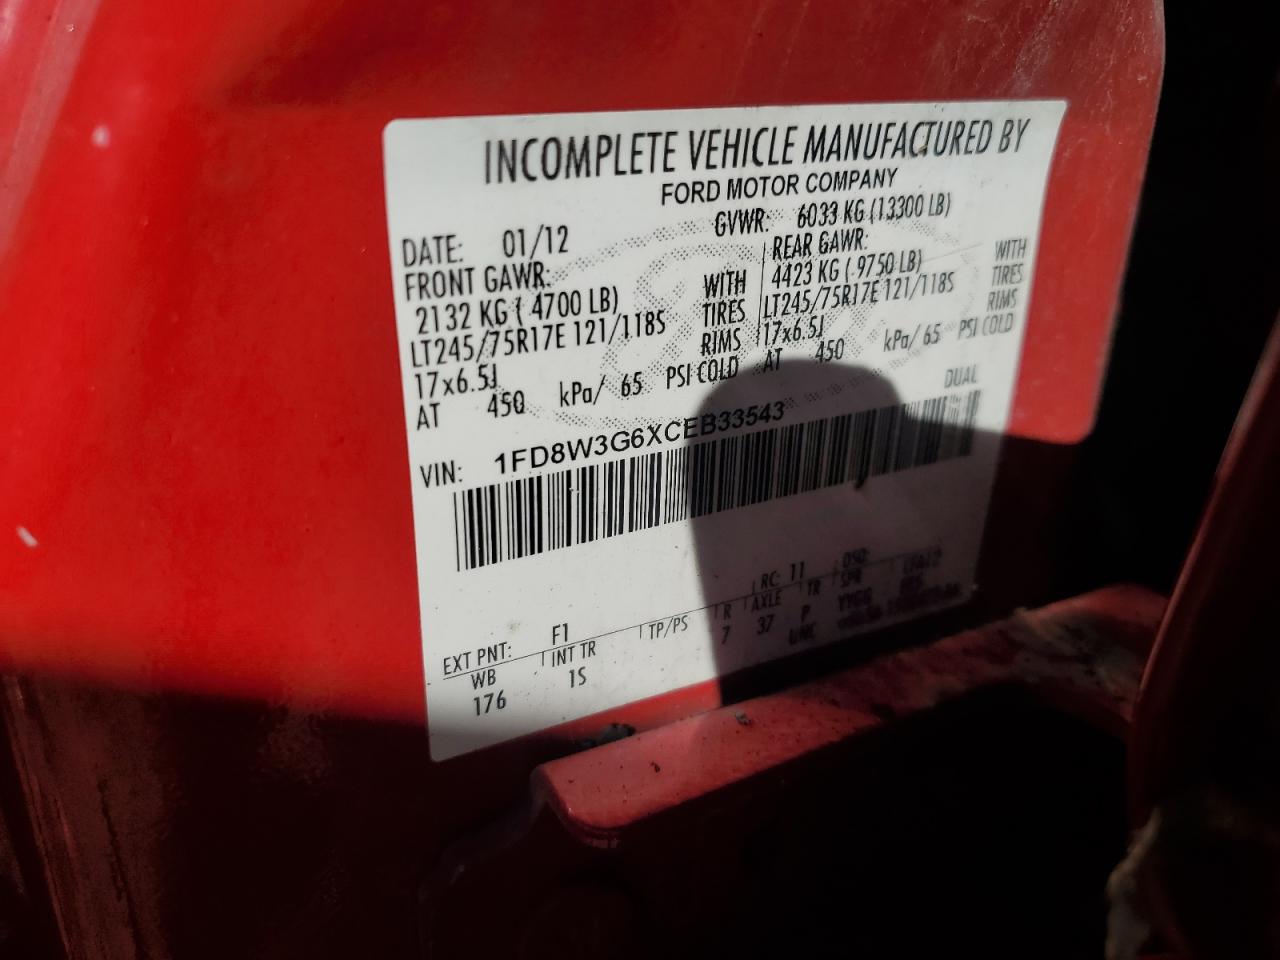 INCOMPLETE VEHICLE MANUFACTURED BY
FORD MOTOR COMPANY
DATE: 01/12
GVWR: 6033 KG (13300 LB)
FRONT GAWR:
2132 KG ( 4700 LB) WITH
LT245/75R17E 121/118S TIRES
17x6.5J RIMS
AT 450 kPa/ 65 PSI COLD
REAR GAWR:
4423 KG ( 9750 LB) WITH
LT245/75R17E 121/118S TIRES
17x6.5J RIMS
AT 450 kPa/ 65 PSI COLD
DUAL
VIN: 1FD8W3G6XCEB33543
EXT PNT: F1 RC: 11 DSO:
WB INT TR TP/PS R AXLE TR SPR
176 1S 7 37 P